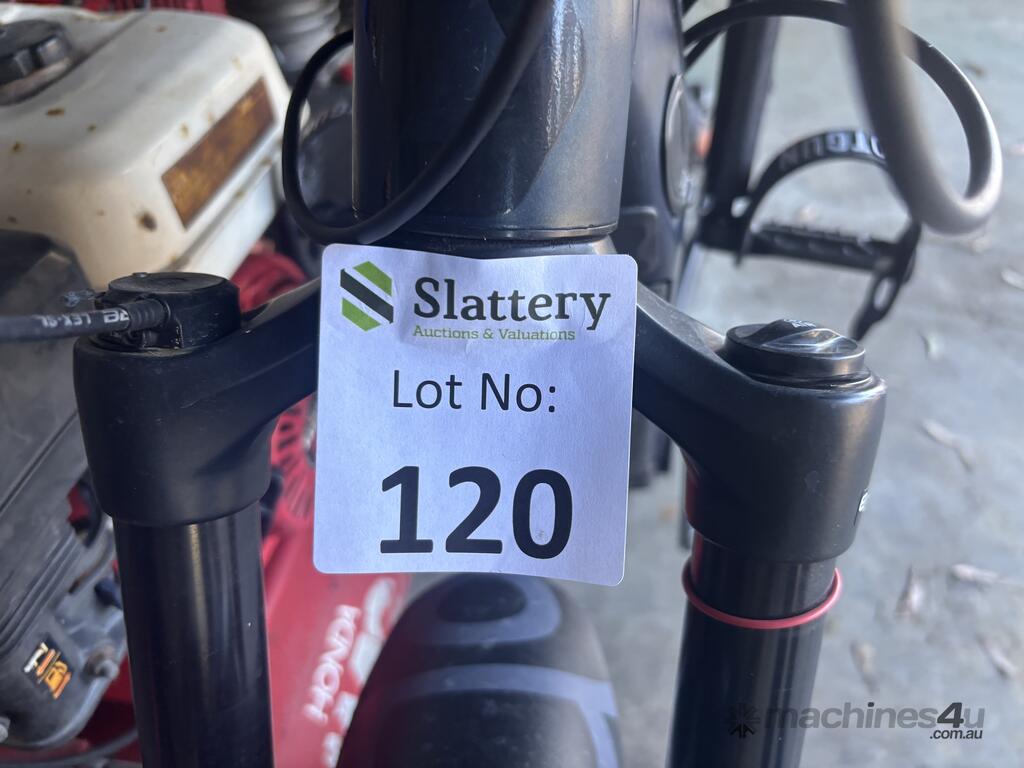 Slattery
Auctions & Valuations
Lot No:
120
HONDA
machines4u
.com.au